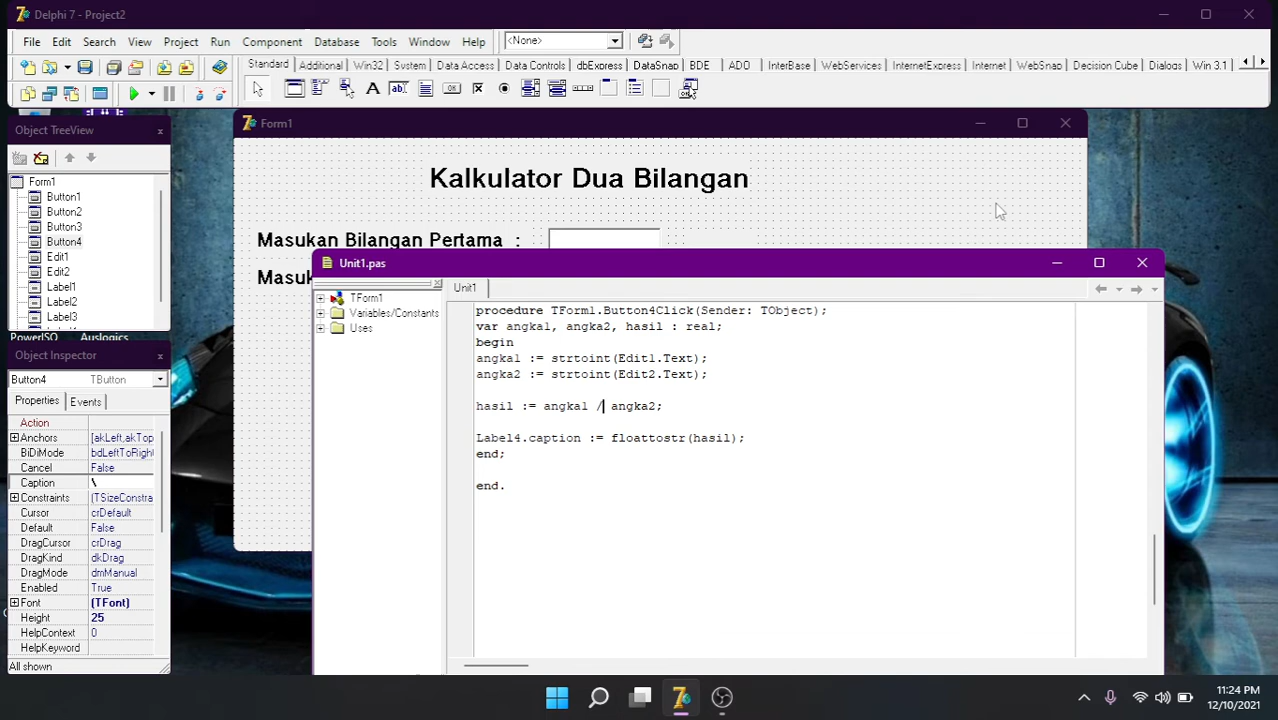 Delphi 7 - Project2
File Edit Search View Project Run Component Database Tools Window Help <None>
Standard Additional Win32 System Data Access Data Controls dbExpress DataSnap BDE ADO InterBase WebServices InternetExpress Internet WebSnap Decision Cube Dialogs Win 3.1
Object TreeView
Form1
Button1
Button2
Button3
Button4
Edit1
Edit2
Label1
Label2
Label3
PowerISO Auslogics
Object Inspector
Button4 TButton
Properties Events
Action
Anchors [akLeft,akTop
BiDiMode bdLeftToRight
Cancel False
Caption \
Constraints (TSizeConstra
Cursor crDefault
Default False
DragCursor crDrag
DragKind dkDrag
DragMode dmManual
Enabled True
Font (TFont)
Height 25
HelpContext 0
HelpKeyword
All shown
Form1
Kalkulator Dua Bilangan
Masukan Bilangan Pertama :
Masuk
Unit1.pas
TForm1
Variables/Constants
Uses
Unit1
procedure TForm1.Button4Click(Sender: TObject);
var angka1, angka2, hasil : real;
begin
angka1 := strtoint(Edit1.Text);
angka2 := strtoint(Edit2.Text);
hasil := angka1 / angka2;
Label4.caption := floattostr(hasil);
end;
end.
11:24 PM
12/10/2021